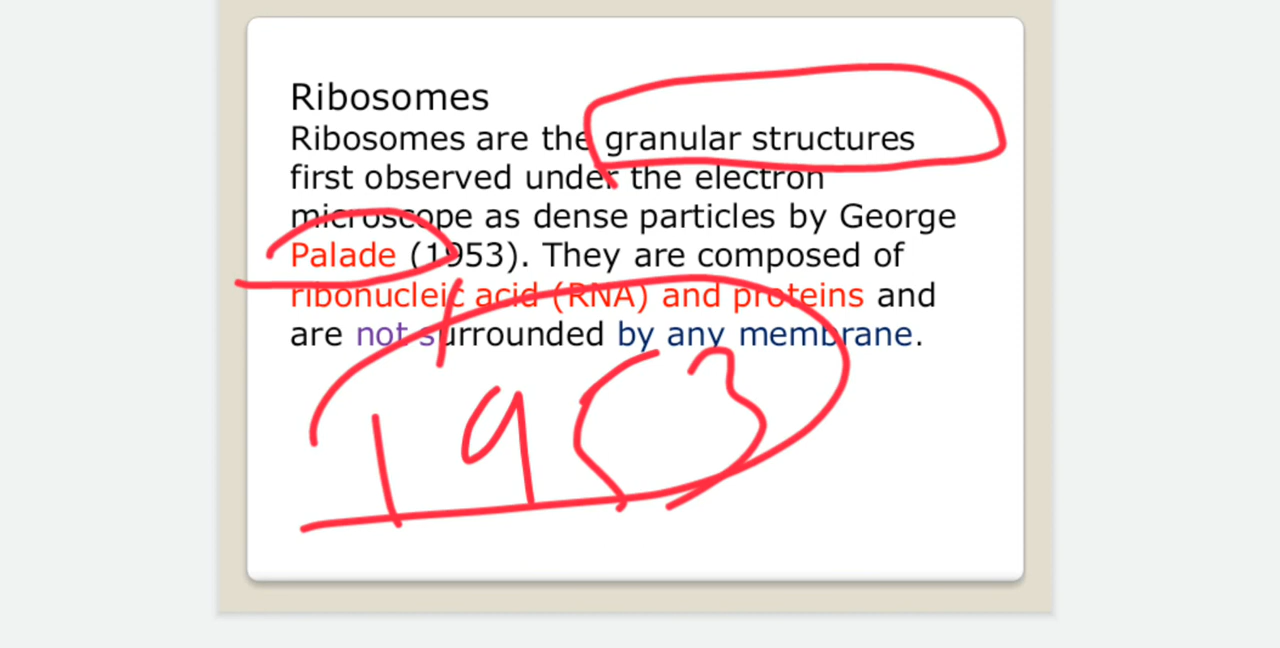 Ribosomes
Ribosomes are the granular structures
first observed under the electron
microscope as dense particles by George
Palade (1953). They are composed of
ribonucleic acid (RNA) and proteins and
are not surrounded by any membrane.
1953